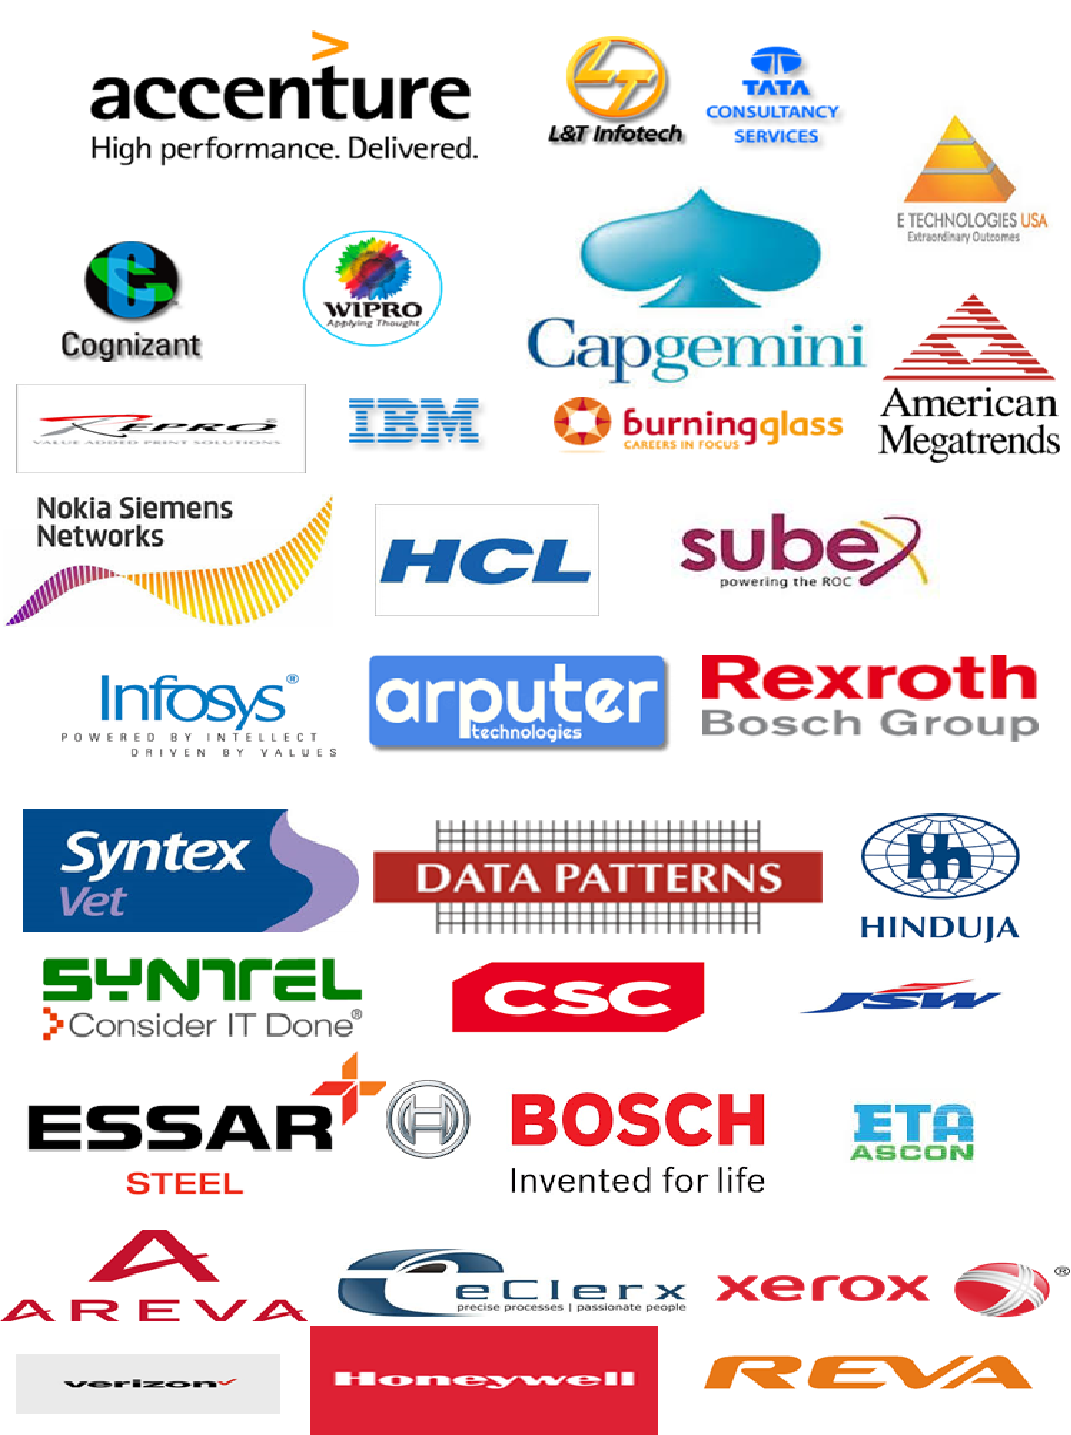 accenture
High performance. Delivered.
L&T Infotech
TATA
CONSULTANCY
SERVICES
E TECHNOLOGIES USA
Extraordinary Outcomes
Cognizant
WIPRO
Applying Thought
Capgemini
American
Megatrends
REPRO
VALUE ADDED PRINT SOLUTIONS
IBM
burningglass
CAREERS IN FOCUS
Nokia Siemens
Networks
HCL
subex
powering the ROC
Infosys®
POWERED BY INTELLECT
DRIVEN BY VALUES
arputer
technologies
Rexroth
Bosch Group
Syntex
Vet
DATA PATTERNS
HINDUJA
SYNTEL
Consider IT Done®
CSC
JSW
ESSAR
STEEL
BOSCH
Invented for life
ETA
ASCON
AREVA
eClerx
precise processes | passionate people
xerox ®
verizon
Honeywell
REVA